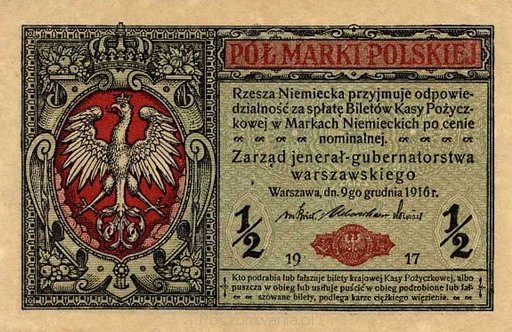 PÓŁ MARKI POLSKIEJ
Rzesza Niemiecka przyjmuje odpowie-
dzialność za spłatę Biletów Kasy Pożycz-
kowej w Markach Niemieckich po cenie
nominalnej.
Zarząd jenerał-gubernatorstwa
warszawskiego
Warszawa, dn. 9go grudnia 1916 r.
1/2 1/2
19 17
Kto podrabia lub fałszuje bilety krajowej Kasy Pożyczkowej, albo
puszcza w obieg lub usiłuje puścić w obieg podrobione lub fał-
szowane bilety, podlega karze ciężkiego więzienia.